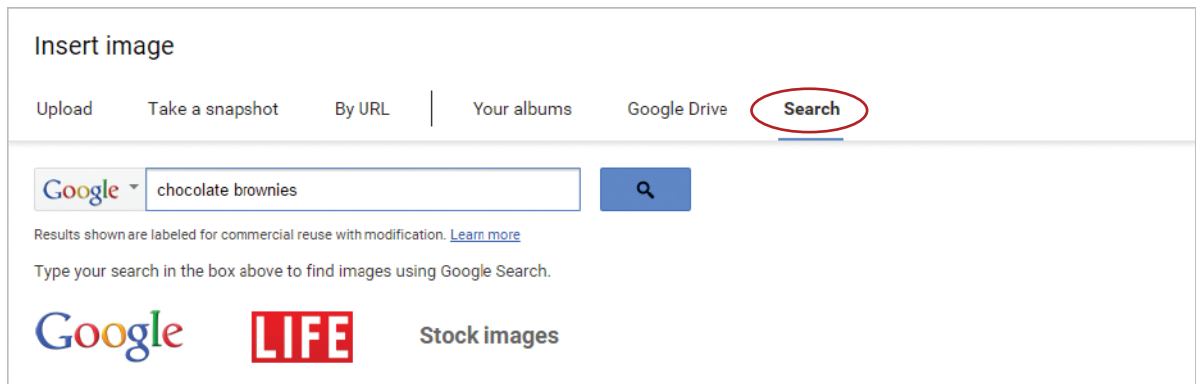 Insert image
Upload Take a snapshot By URL Your albums Google Drive Search
Google chocolate brownies
Results shown are labeled for commercial reuse with modification. Learn more
Type your search in the box above to find images using Google Search.
Google LIFE Stock images